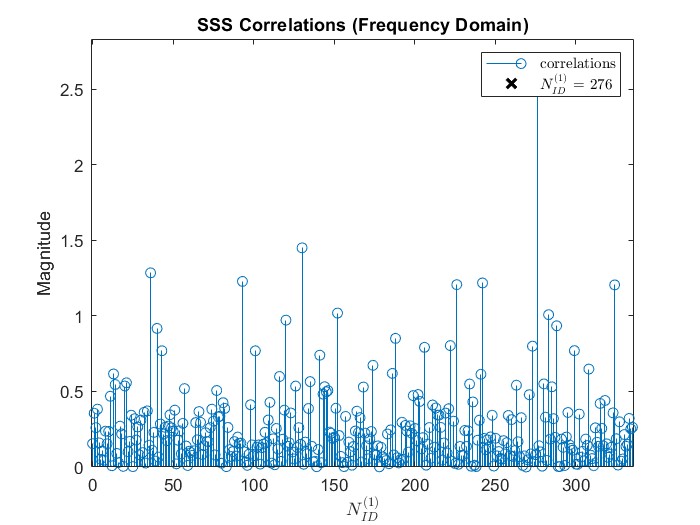 SSS Correlations (Frequency Domain)
correlations
N_{ID}^{(1)} = 276
2.5
2
1.5
1
0.5
0
Magnitude
0 50 100 150 200 250 300
N_{ID}^{(1)}